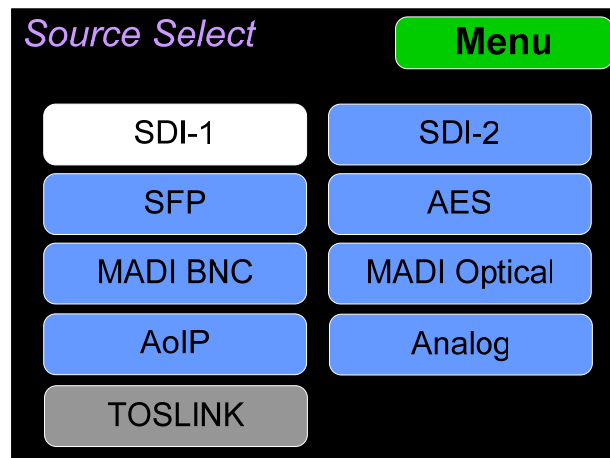 Source Select
Menu
SDI-1
SDI-2
SFP
AES
MADI BNC
MADI Optical
AoIP
Analog
TOSLINK